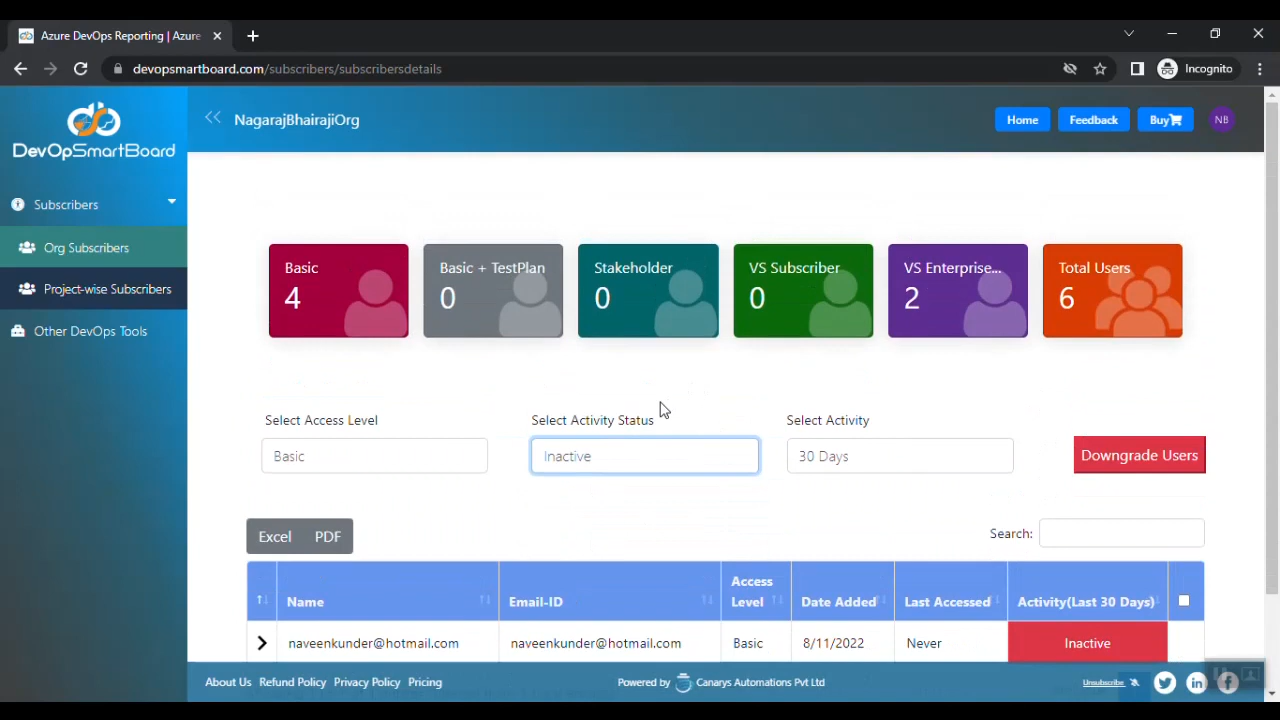 Azure DevOps Reporting | Azure
devopsmartboard.com/subscribers/subscribersdetails
Incognito
DevOpSmartBoard
NagarajBhairajiOrg
Home
Feedback
Buy
NB
Subscribers
Org Subscribers
Project-wise Subscribers
Other DevOps Tools
Basic
4
Basic + TestPlan
0
Stakeholder
0
VS Subscriber
0
VS Enterprise...
2
Total Users
6
Select Access Level
Select Activity Status
Select Activity
Basic
Inactive
30 Days
Downgrade Users
Excel
PDF
Search:
Name
Email-ID
Access
Level
Date Added
Last Accessed
Activity(Last 30 Days)
naveenkunder@hotmail.com
naveenkunder@hotmail.com
Basic
8/11/2022
Never
Inactive
About Us
Refund Policy
Privacy Policy
Pricing
Powered by
Canarys Automations Pvt Ltd
Unsubscribe